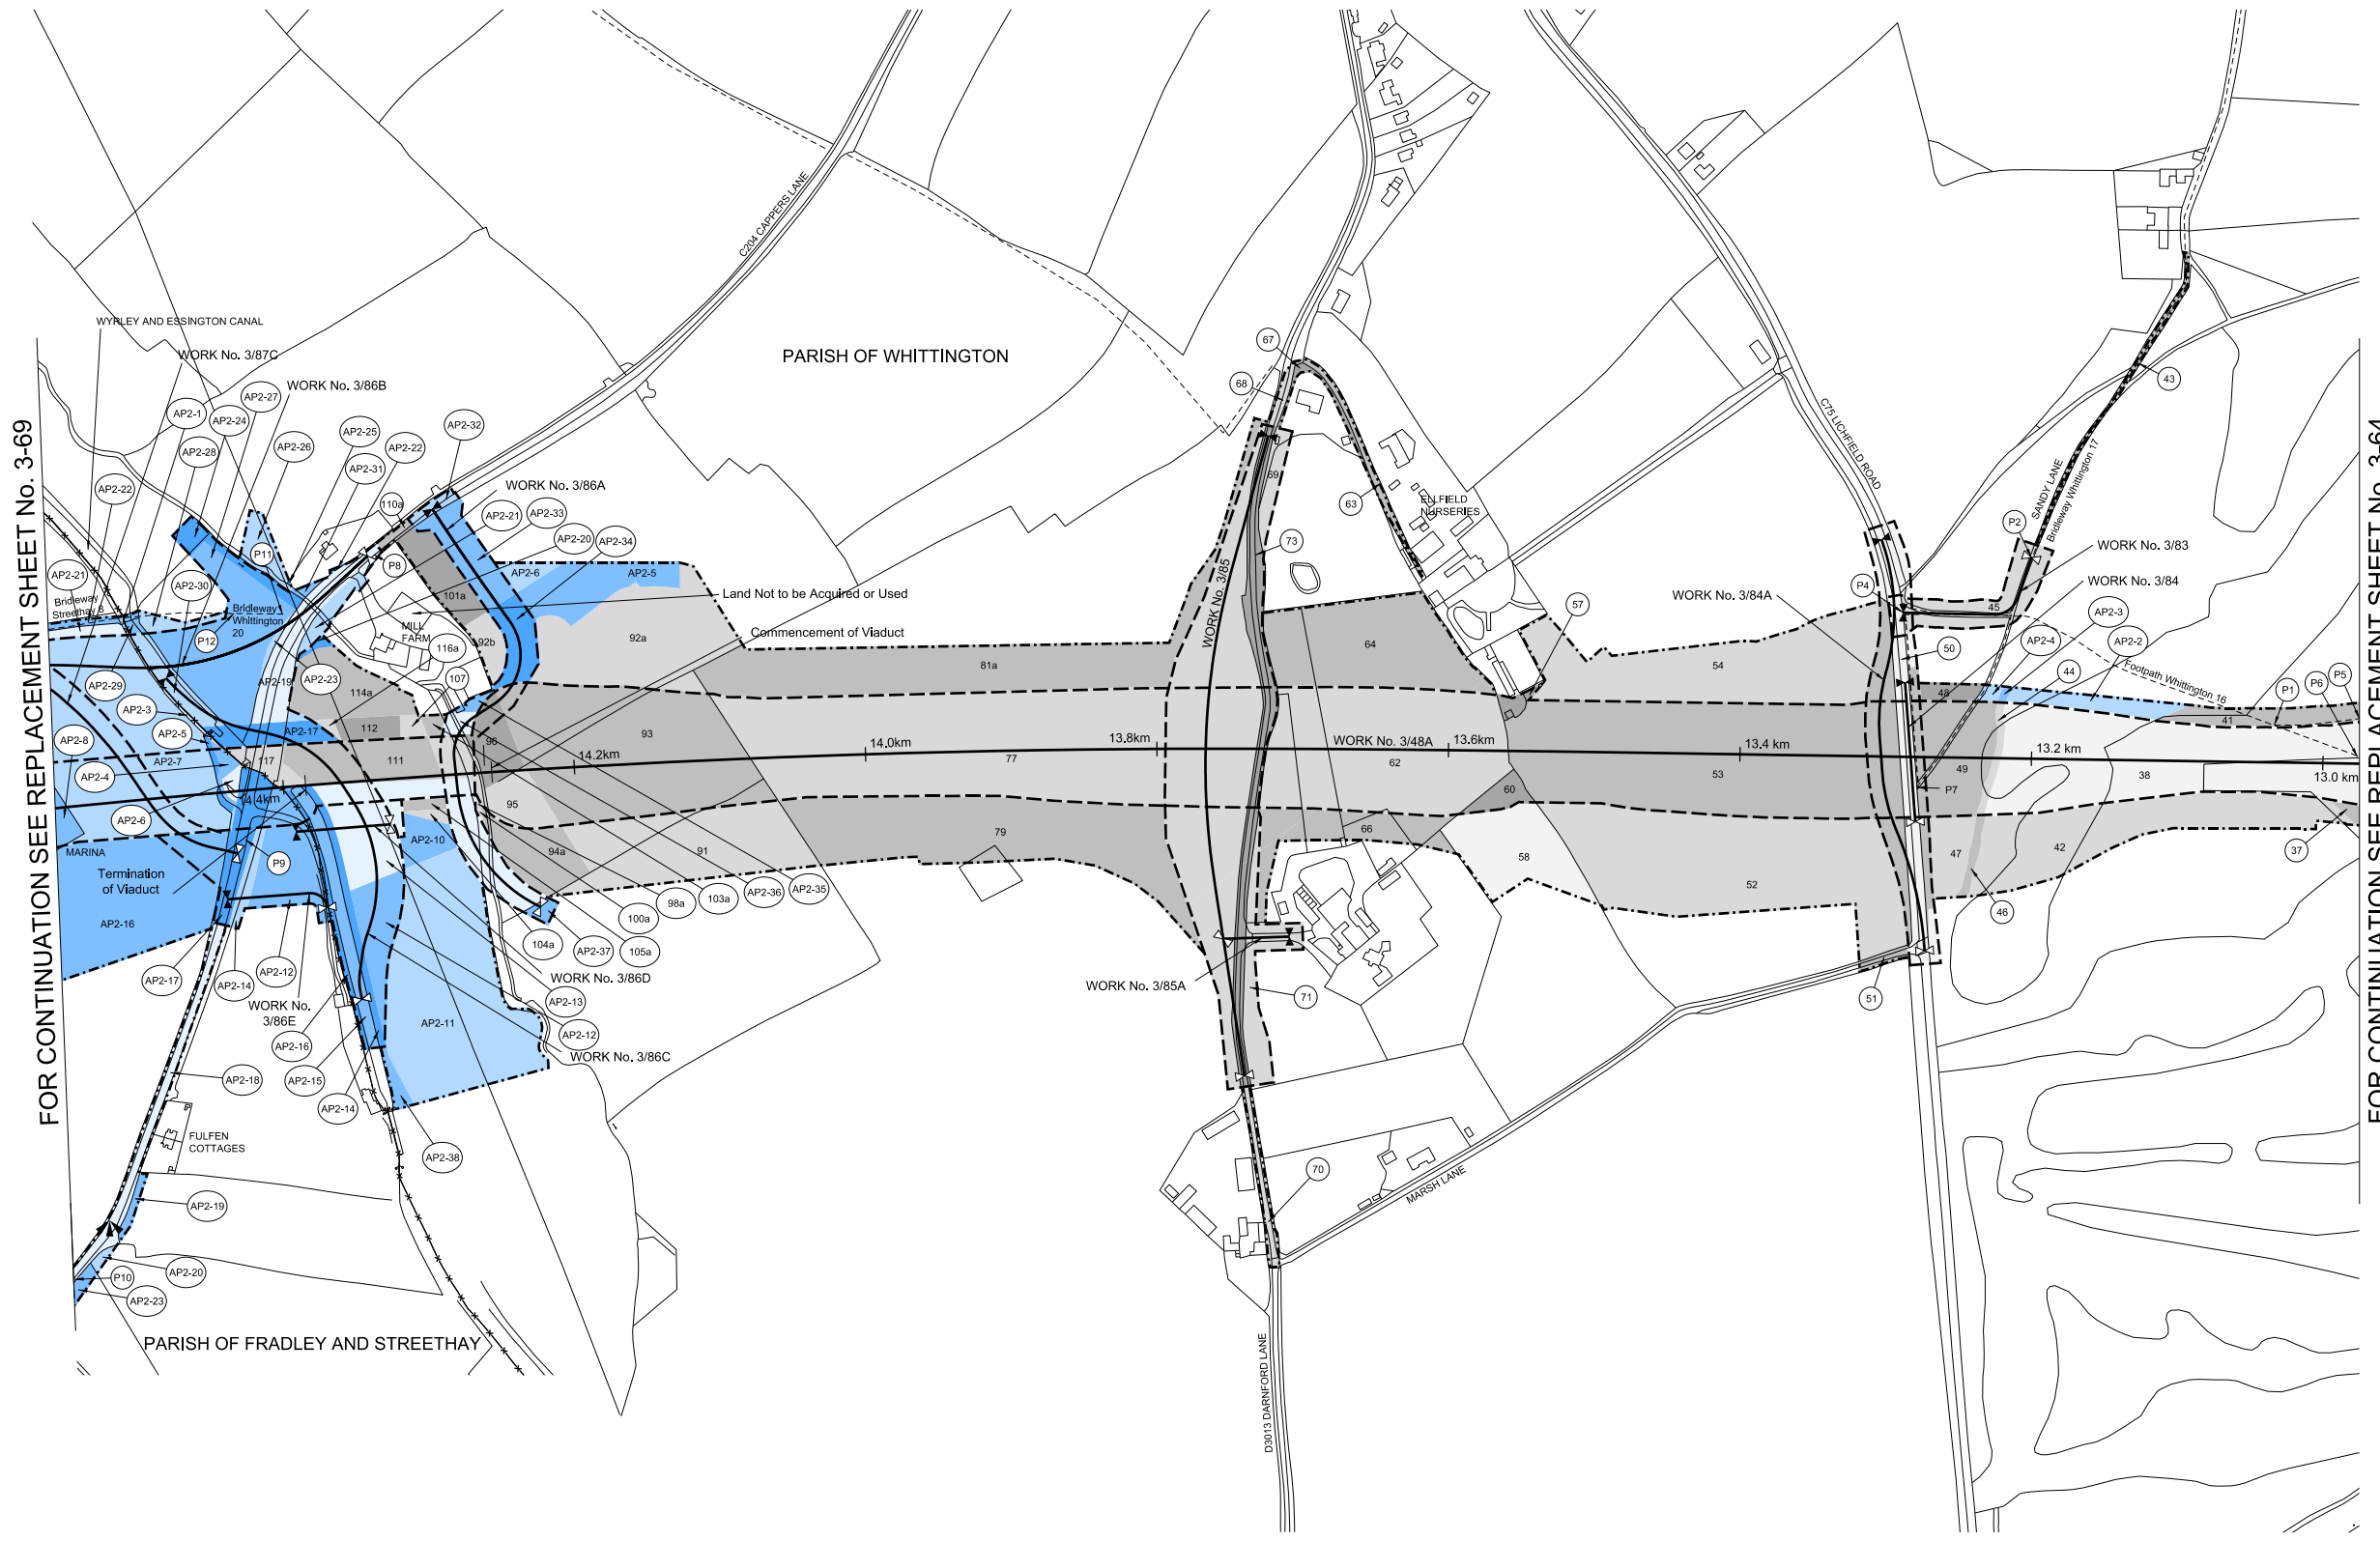 WYRLEY AND ESSINGTON CANAL
WORK No. 3/87C
WORK No. 3/86B
C204 CAPPERS LANE
PARISH OF WHITTINGTON
FOR CONTINUATION SEE REPLACEMENT SHEET No. 3-69
AP2-1
AP2-24
AP2-27
AP2-28
AP2-26
AP2-25
AP2-22
AP2-31
AP2-32
AP2-22
110a
WORK No. 3/86A
AP2-21
AP2-33
AP2-20
AP2-34
P11
P8
AP2-21
AP2-30
AP2-6
AP2-5
Bridleway
Streethay 8
Bridleway
Whittington
20
P12
101a
Land Not to be Acquired or Used
MILL
FARM
92b
92a
Commencement of Viaduct
116a
AP2-29
AP2-19
AP2-23
107
114a
AP2-3
AP2-5
AP2-17
112
96
93
81a
AP2-8
AP2-7
AP2-4
117
111
14.2km
14.0km
13.8km
77
14.4km
95
AP2-6
MARINA
P9
AP2-10
94a
91
79
Termination
of Viaduct
AP2-16
100a
98a
103a
AP2-36
AP2-35
104a
AP2-37
105a
AP2-17
AP2-14
AP2-12
WORK No. 3/86D
AP2-13
WORK No.
3/86E
AP2-16
AP2-11
AP2-12
WORK No. 3/86C
AP2-18
AP2-15
AP2-14
FULFEN
COTTAGES
AP2-38
AP2-19
AP2-20
P10
AP2-23
PARISH OF FRADLEY AND STREETHAY
67
68
69
63
ELLFIELD
NURSERIES
73
WORK No. 3/85
64
57
WORK No. 3/48A
13.6km
62
60
66
58
WORK No. 3/85A
71
70
MARSH LANE
D3013 DARNFORD LANE
C75 LICHFIELD ROAD
43
SANDY LANE
Bridleway Whittington 17
P2
WORK No. 3/83
P4
WORK No. 3/84
WORK No. 3/84A
45
AP2-3
AP2-4
AP2-2
50
54
44
Footpath Whittington 16
P1
P6
P5
48
41
13.4 km
53
49
13.2 km
38
13.0 km
P7
47
42
37
52
46
51
FOR CONTINUATION SEE REPLACEMENT SHEET No. 3-64